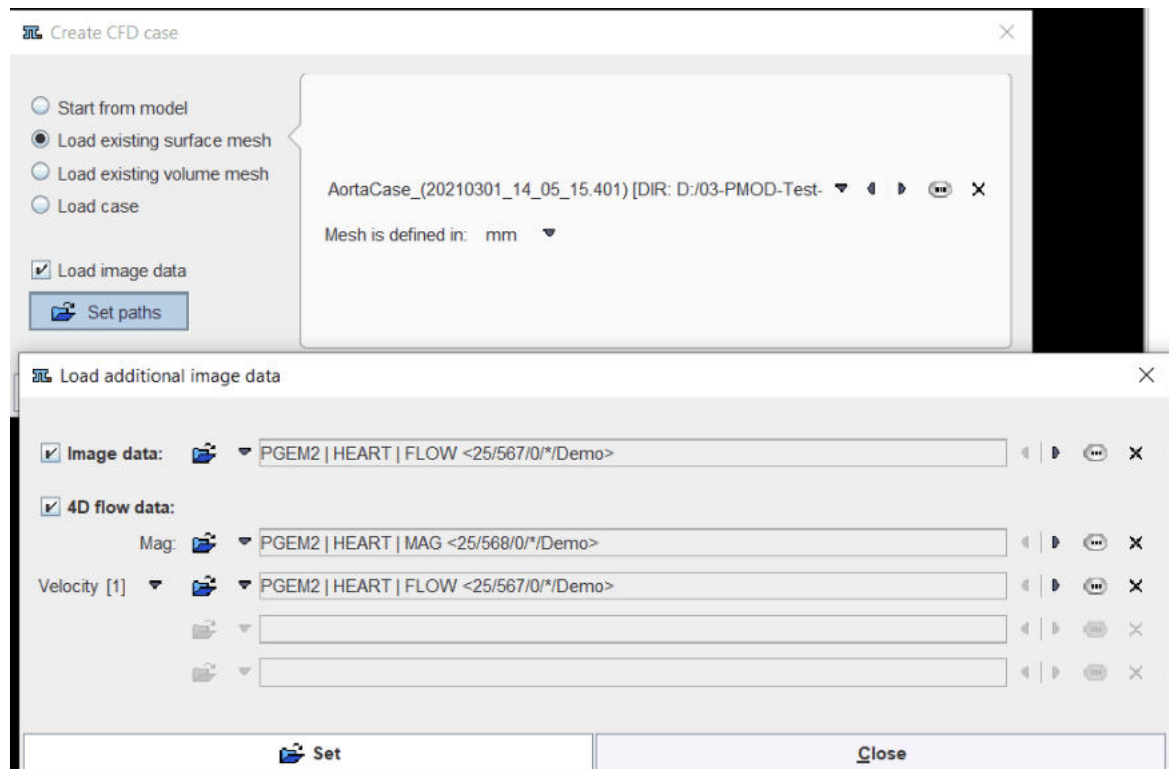 Create CFD case
Start from model
Load existing surface mesh
Load existing volume mesh
Load case
AortaCase_(20210301_14_05_15.401) [DIR: D:/03-PMOD-Test-
Mesh is defined in: mm
Load image data
Set paths
Load additional image data
Image data: PGEM2 | HEART | FLOW <25/567/0/*/Demo>
4D flow data:
Mag: PGEM2 | HEART | MAG <25/568/0/*/Demo>
Velocity [1] PGEM2 | HEART | FLOW <25/567/0/*/Demo>
Set Close